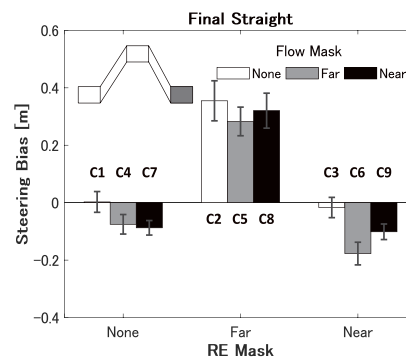 Final Straight
Flow Mask
None Far Near
Steering Bias [m]
0.6
0.4
0.2
0
−0.2
−0.4
C1 C4 C7
C2 C5 C8
C3 C6 C9
None Far Near
RE Mask